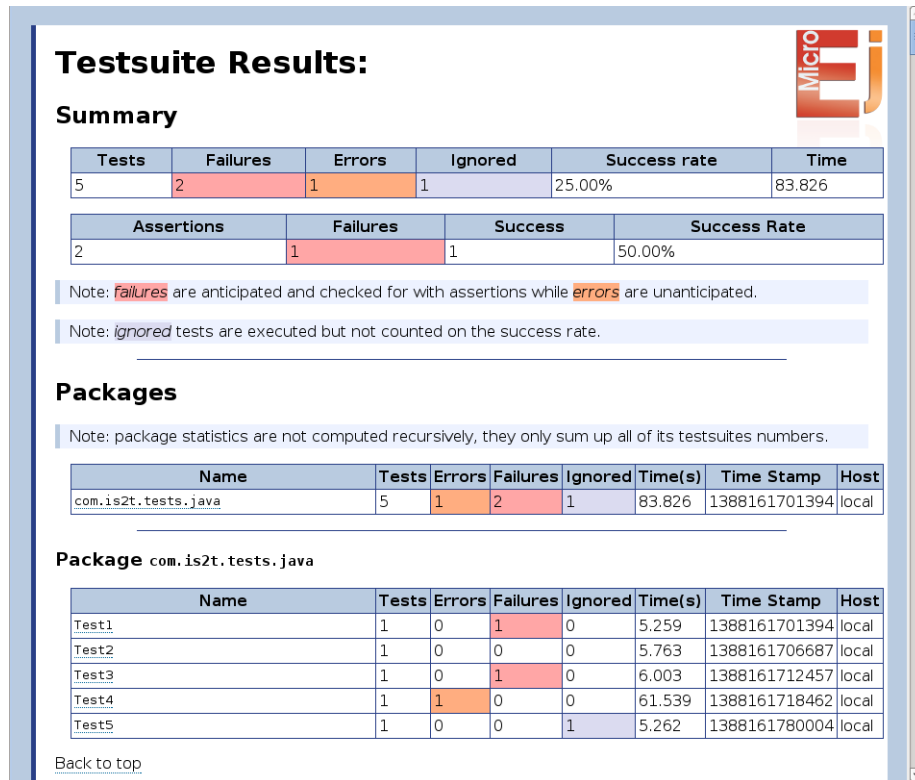 Testsuite Results:
Micro Ej
Summary
Tests Failures Errors Ignored Success rate Time
5 2 1 1 25.00% 83.826
Assertions Failures Success Success Rate
2 1 1 50.00%
Note: failures are anticipated and checked for with assertions while errors are unanticipated.
Note: ignored tests are executed but not counted on the success rate.
Packages
Note: package statistics are not computed recursively, they only sum up all of its testsuites numbers.
Name Tests Errors Failures Ignored Time(s) Time Stamp Host
com.is2t.tests.java 5 1 2 1 83.826 1388161701394 local
Package com.is2t.tests.java
Name Tests Errors Failures Ignored Time(s) Time Stamp Host
Test1 1 0 1 0 5.259 1388161701394 local
Test2 1 0 0 0 5.763 1388161706687 local
Test3 1 0 1 0 6.003 1388161712457 local
Test4 1 1 0 0 61.539 1388161718462 local
Test5 1 0 0 1 5.262 1388161780004 local
Back to top